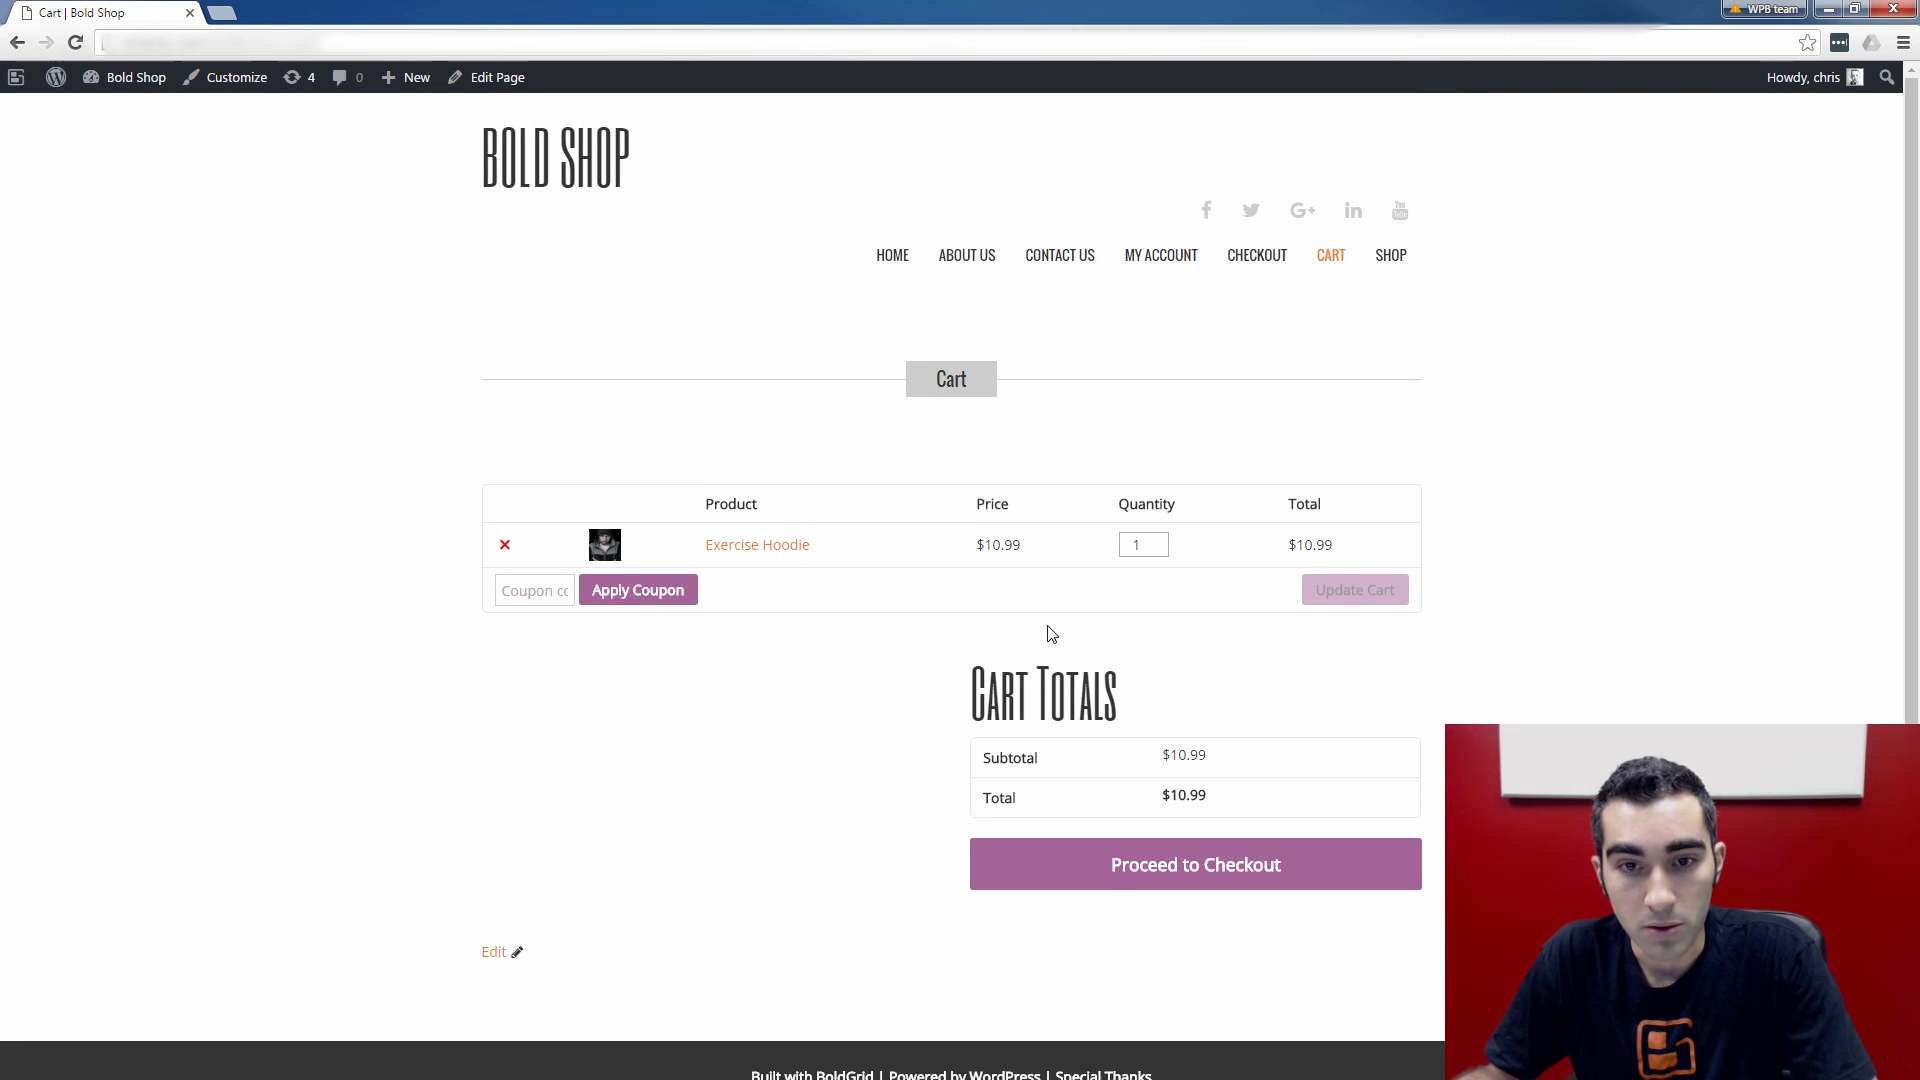 Cart | Bold Shop
WPB team
Bold Shop Customize 4 0 New Edit Page Howdy, chris
BOLD SHOP
HOME ABOUT US CONTACT US MY ACCOUNT CHECKOUT CART SHOP
Cart
Product Price Quantity Total
Exercise Hoodie $10.99 1 $10.99
Coupon co Apply Coupon Update Cart
CART TOTALS
Subtotal $10.99
Total $10.99
Proceed to Checkout
Edit
Built with BoldGrid | Powered by WordPress | Special Thanks